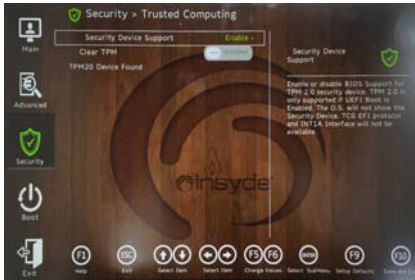 Security > Trusted Computing
Main
Advanced
Security
Boot
Exit
Security Device Support Enable
Clear TPM
TPM20 Device Found
insyde
Security Device
Support
Enable or disable BIOS Support for
TPM 2.0 security device. TPM 2.0 is
only supported if UEFI Boot is
Enabled. The O.S. will not show the
Security Device. TCG EFI protocol
and INT1A Interface will not be
available.
F1 ESC F5 F6 ENTER F9 F10
Help Exit Select Item Select Item Change Values Select SubMenu Setup Defaults